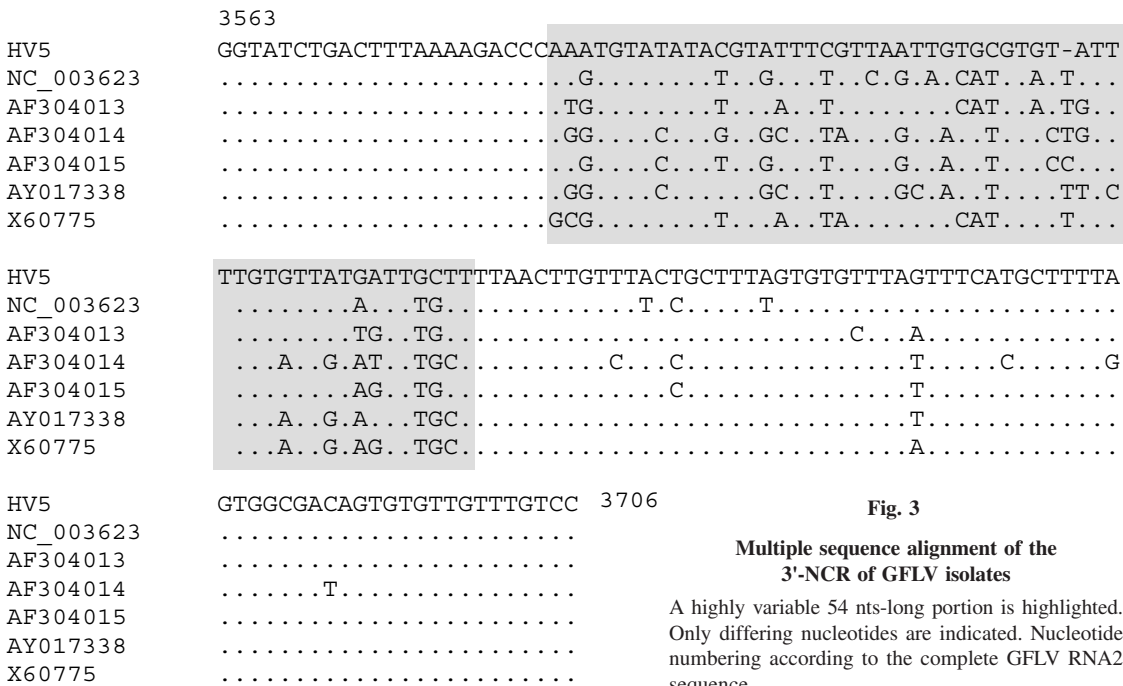 3563
HV5 GGTATCTGACTTTAAAAGACCCAAATGTATATACGTATTTCGTTAATTGTGCGTGT-ATT
NC_003623 ........................G........T..G...T..C.G.A.CAT..A.T...
AF304013 .......................TG........T...A..T........CAT..A.TG..
AF304014 .......................GG....C...G..GC..TA...G..A..T...CTG..
AF304015 ........................G....C...T..G...T....G..A..T...CC...
AY017338 .......................GG....C......GC..T....GC.A..T....TT.C
X60775 ......................GCG........T...A..TA.......CAT....T...
HV5 TTGTGTTATGATTGCTTTTAACTTGTTTACTGCTTTAGTGTGTTTAGTTTCATGCTTTTA
NC_003623 ........A...TG.............T.C.....T.......................
AF304013 ........TG..TG...........................C...A.............
AF304014 ...A..G.AT..TGC..........C...C...............T.....C......G
AF304015 ........AG..TG...............C...............T.............
AY017338 ...A..G.A...TGC..............................T.............
X60775 ...A..G.AG..TGC..............................A.............
HV5 GTGGCGACAGTGTGTTGTTTGTCC 3706
NC_003623 ........................
AF304013 ........................
AF304014 .......T................
AF304015 ........................
AY017338 ........................
X60775 ........................
Fig. 3
Multiple sequence alignment of the
3'-NCR of GFLV isolates
A highly variable 54 nts-long portion is highlighted.
Only differing nucleotides are indicated. Nucleotide
numbering according to the complete GFLV RNA2
sequence.